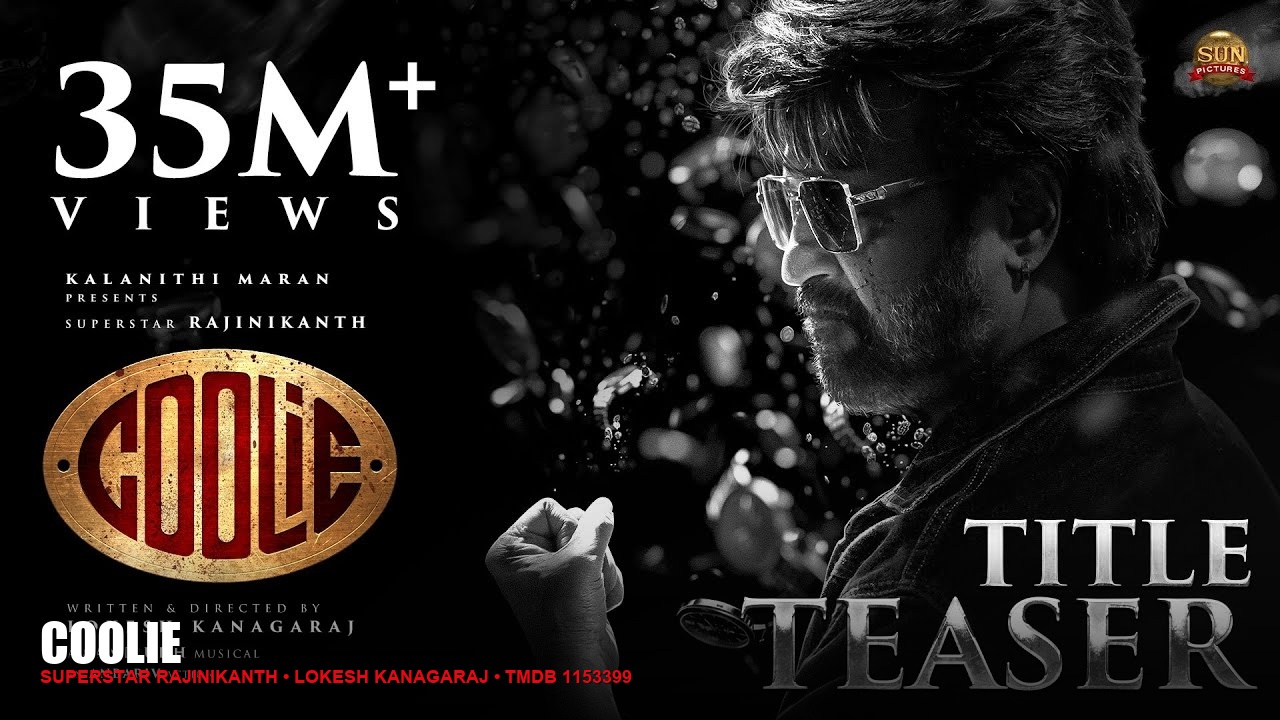 35M+
VIEWS
SUN
PICTURES
KALANITHI MARAN
PRESENTS
SUPERSTAR RAJINIKANTH
COOLIE
TITLE
TEASER
WRITTEN & DIRECTED BY
KANAGARAJ
MUSICAL
COOLIE
SUPERSTAR RAJINIKANTH • LOKESH KANAGARAJ • TMDB 1153399